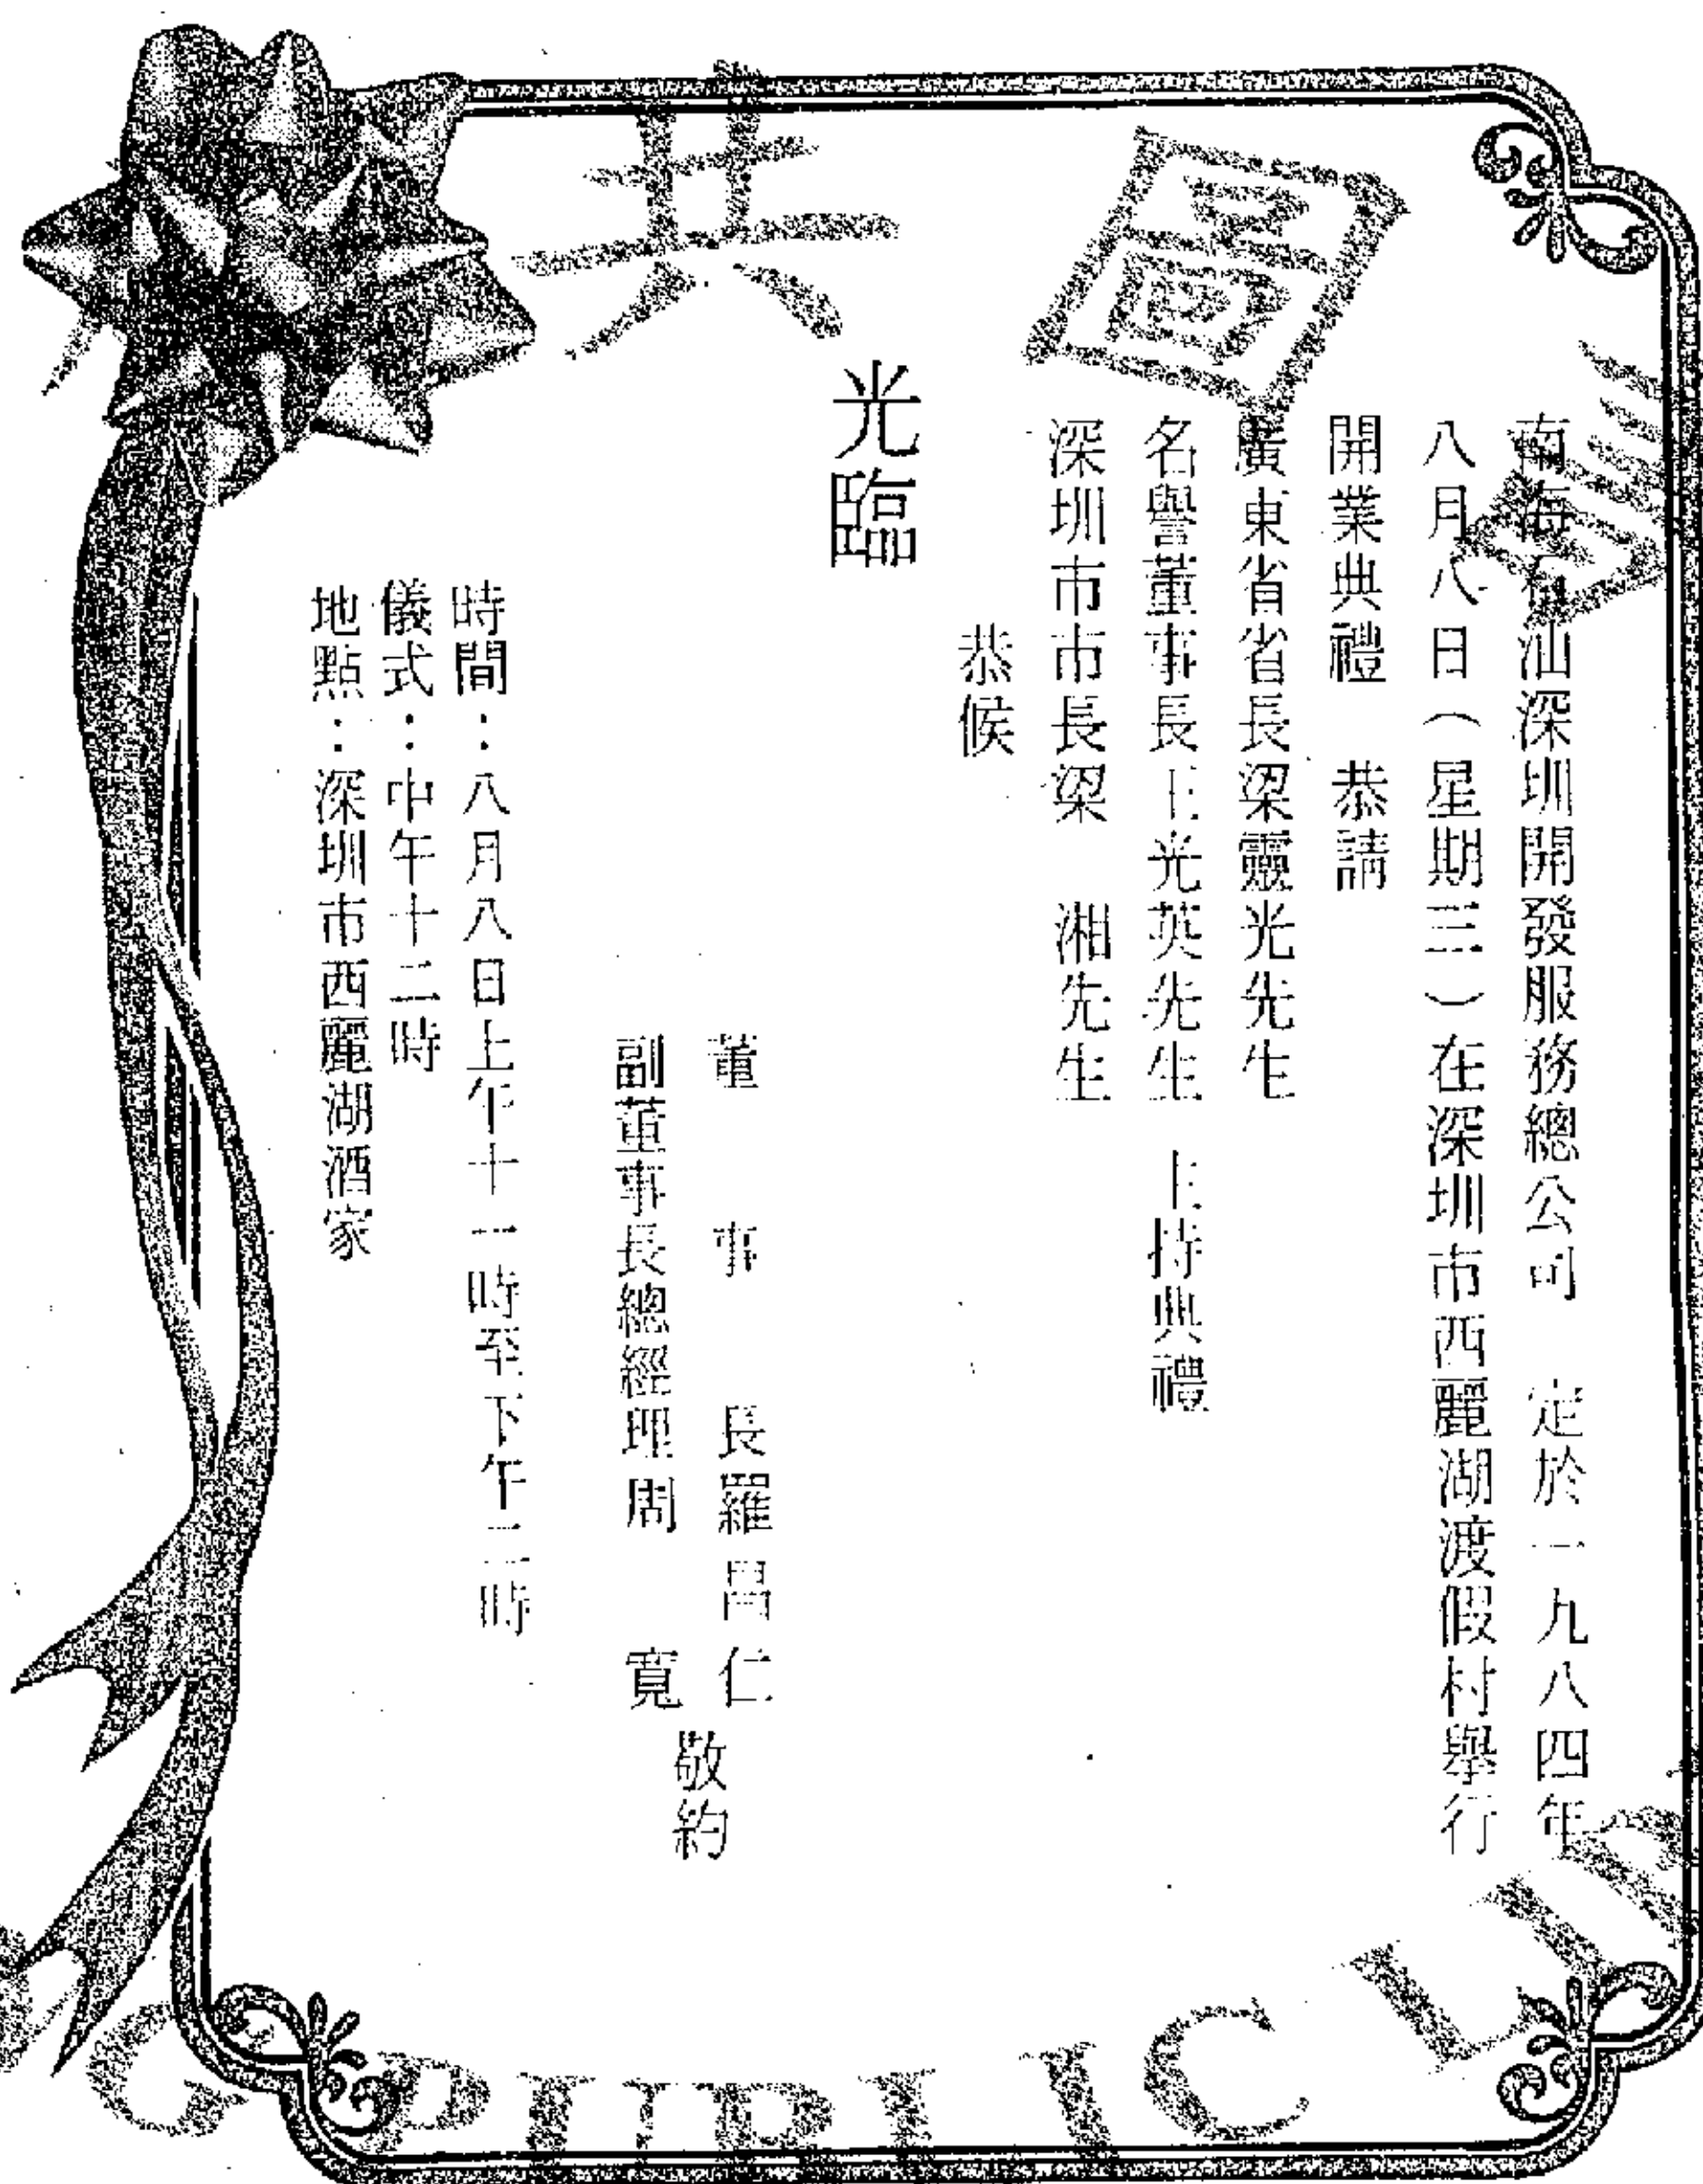 南海石油深圳開發服務總公司 定於一九八四年
八月八日(星期三)在深圳市西麗湖渡假村舉行
開業典禮 恭請
廣東省省長梁靈光先生
名譽董事長王光英先生 主持典禮
深圳市市長梁 湘先生
恭候
光臨
董事長羅昌仁
副董事長總經理周 寬
敬約
時間:八月八日上午十一時至下午二時
儀式:中午十二時
地點:深圳市西麗湖酒家
共圖
PUBLIC